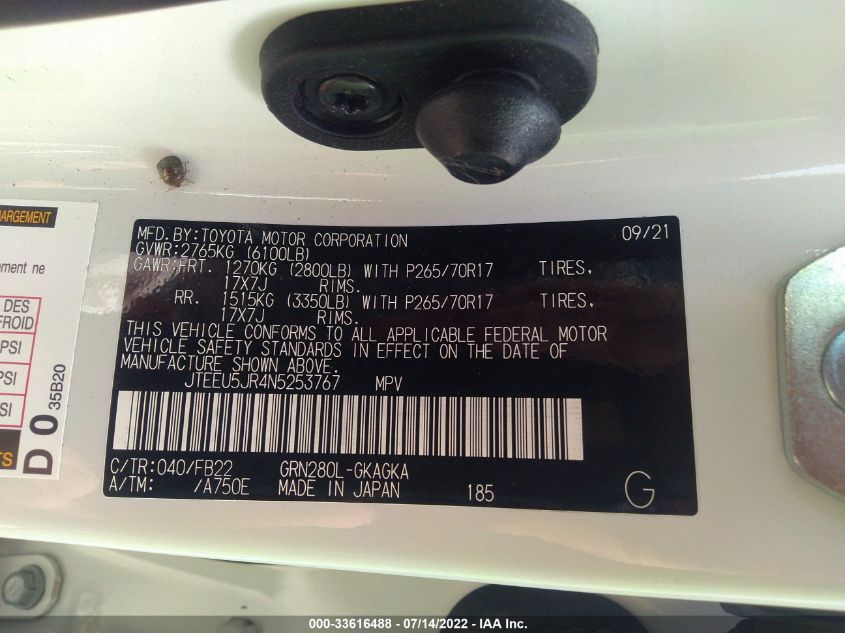 MFD.BY:TOYOTA MOTOR CORPORATION 09/21
GVWR:2765KG (6100LB)
GAWR:FRT. 1270KG (2800LB) WITH P265/70R17 TIRES,
17X7J RIMS.
RR. 1515KG (3350LB) WITH P265/70R17 TIRES,
17X7J RIMS.
THIS VEHICLE CONFORMS TO ALL APPLICABLE FEDERAL MOTOR
VEHICLE SAFETY STANDARDS IN EFFECT ON THE DATE OF
MANUFACTURE SHOWN ABOVE.
JTEEU5JR4N5253767 MPV
C/TR:040/FB22 GRN280L-GKAGKA
A/TM: /A750E MADE IN JAPAN 185 G
HARGEMENT
ement ne
DES
FROID
PSI
PSI
SI
TS
D 0 35B20
000-33616488 - 07/14/2022 - IAA Inc.